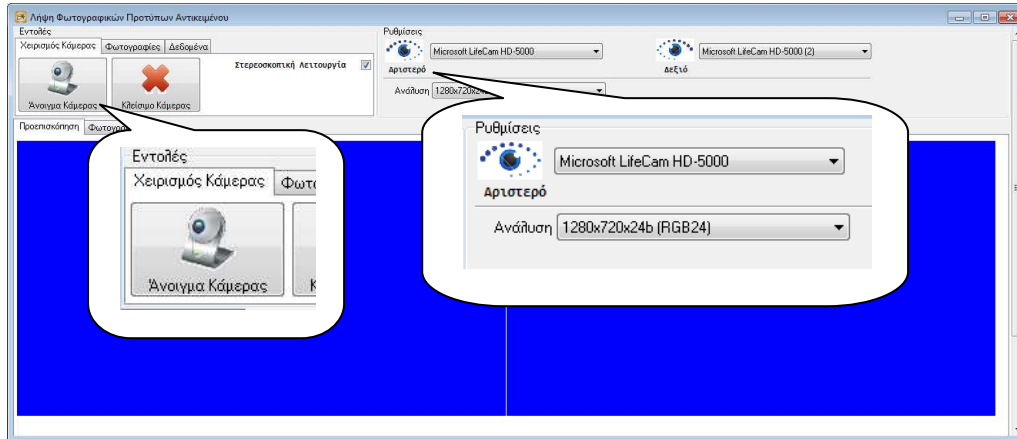 Λήψη Φωτογραφικών Προτύπων Αντικειμένου
Εντολές
Χειρισμός Κάμερας Φωτογραφίες Δεδομένα
Στερεοσκοπική Λειτουργία
Άνοιγμα Κάμερας Κλείσιμο Κάμερας
Ρυθμίσεις
Microsoft LifeCam HD-5000
Αριστερό
Microsoft LifeCam HD-5000 (2)
Δεξιό
Ανάλυση 1280x720x24b
Προεπισκόπηση
Εντολές
Χειρισμός Κάμερας Φωτο
Άνοιγμα Κάμερας Κ
Ρυθμίσεις
Microsoft LifeCam HD-5000
Αριστερό
Ανάλυση 1280x720x24b (RGB24)